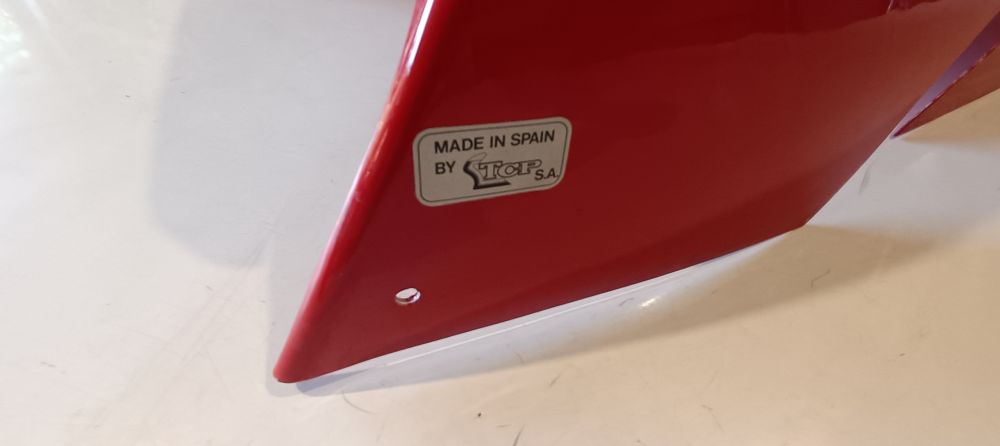 MADE IN SPAIN
BY TCP S.A.